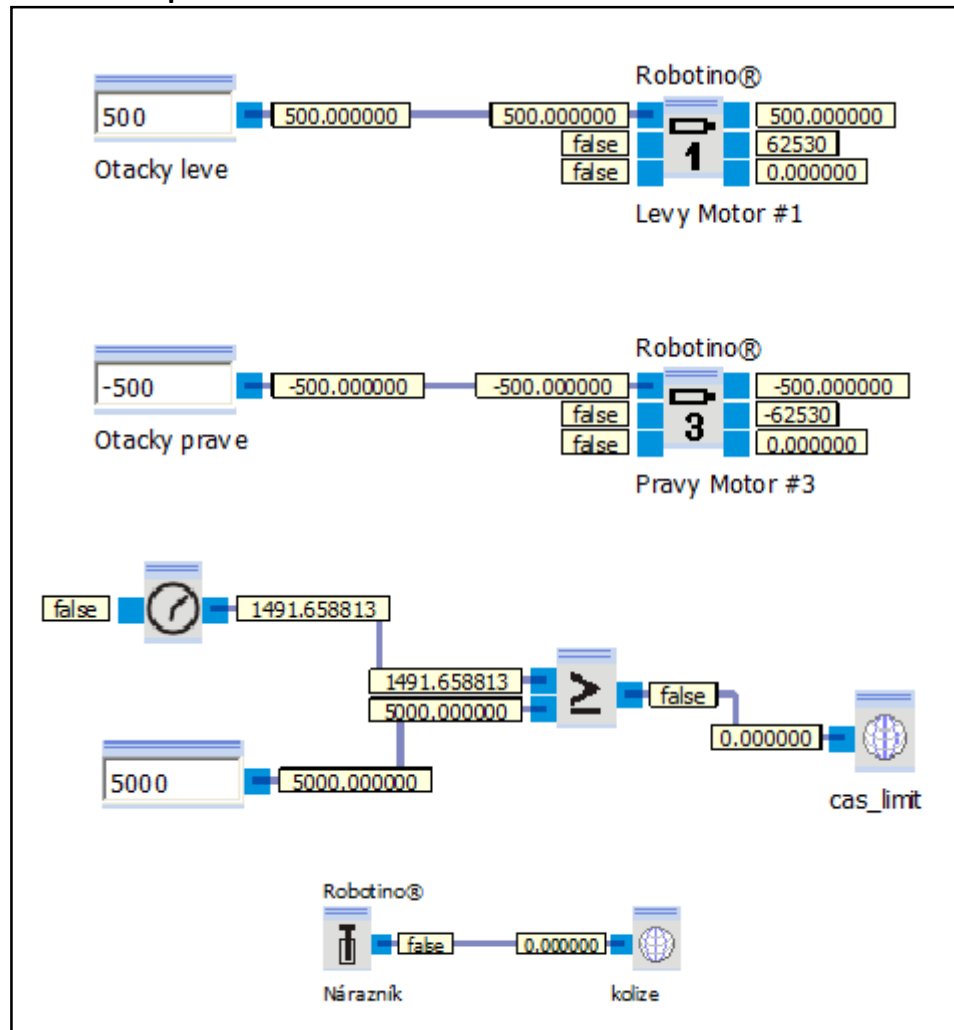 Robotino®
500
500.000000
500.000000
500.000000
false
62530
1
false
0.000000
Otacky leve
Levy Motor #1
Robotino®
-500
-500.000000
-500.000000
-500.000000
false
-62530
3
false
0.000000
Otacky prave
Pravy Motor #3
false
1491.658813
1491.658813
≥
false
5000.000000
0.000000
5000
5000.000000
cas_limit
Robotino®
false
0.000000
Nárazník
kolize